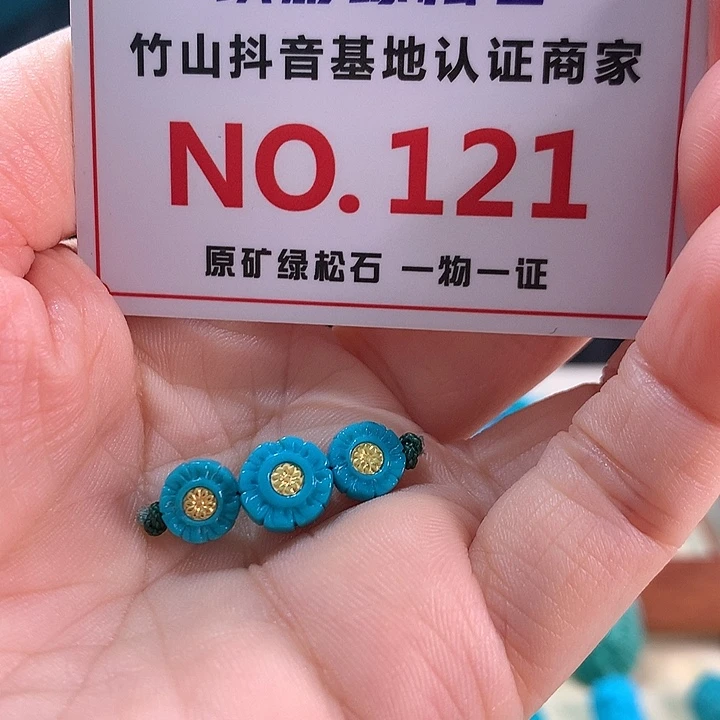 竹山抖音基地认证商家
NO.121
原矿绿松石 一物一证